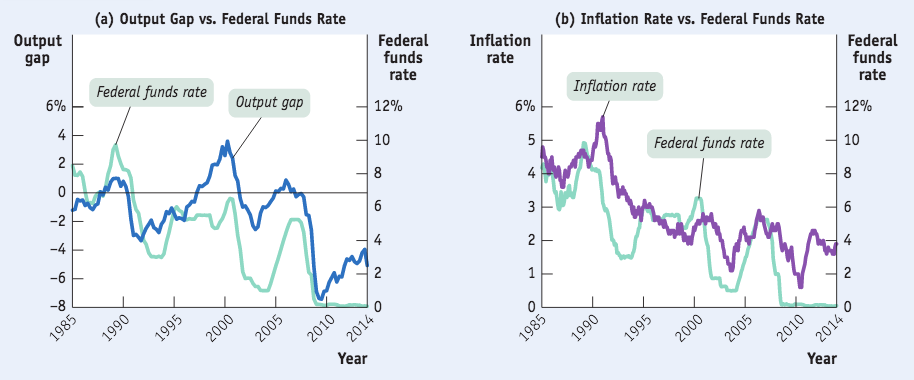 (a) Output Gap vs. Federal Funds Rate
Output
gap
Federal
funds
rate
Federal funds rate
Output gap
6%
4
2
0
–2
–4
–6
–8
12%
10
8
6
4
2
0
1985
1990
1995
2000
2005
2010
2014
Year
(b) Inflation Rate vs. Federal Funds Rate
Inflation
rate
Federal
funds
rate
Inflation rate
Federal funds rate
6%
5
4
3
2
1
0
12%
10
8
6
4
2
0
1985
1990
1995
2000
2005
2010
2014
Year